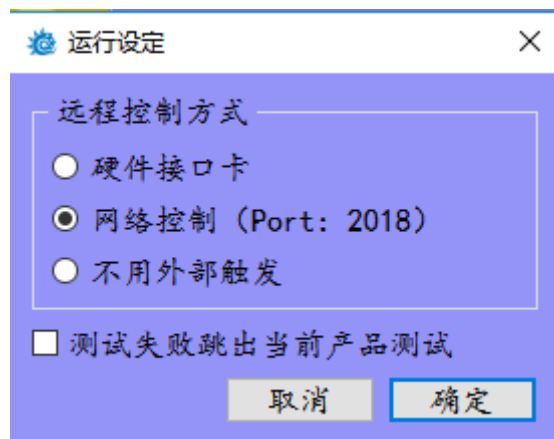 运行设定
远程控制方式
硬件接口卡
网络控制（Port: 2018）
不用外部触发
测试失败跳出当前产品测试
取消 确定